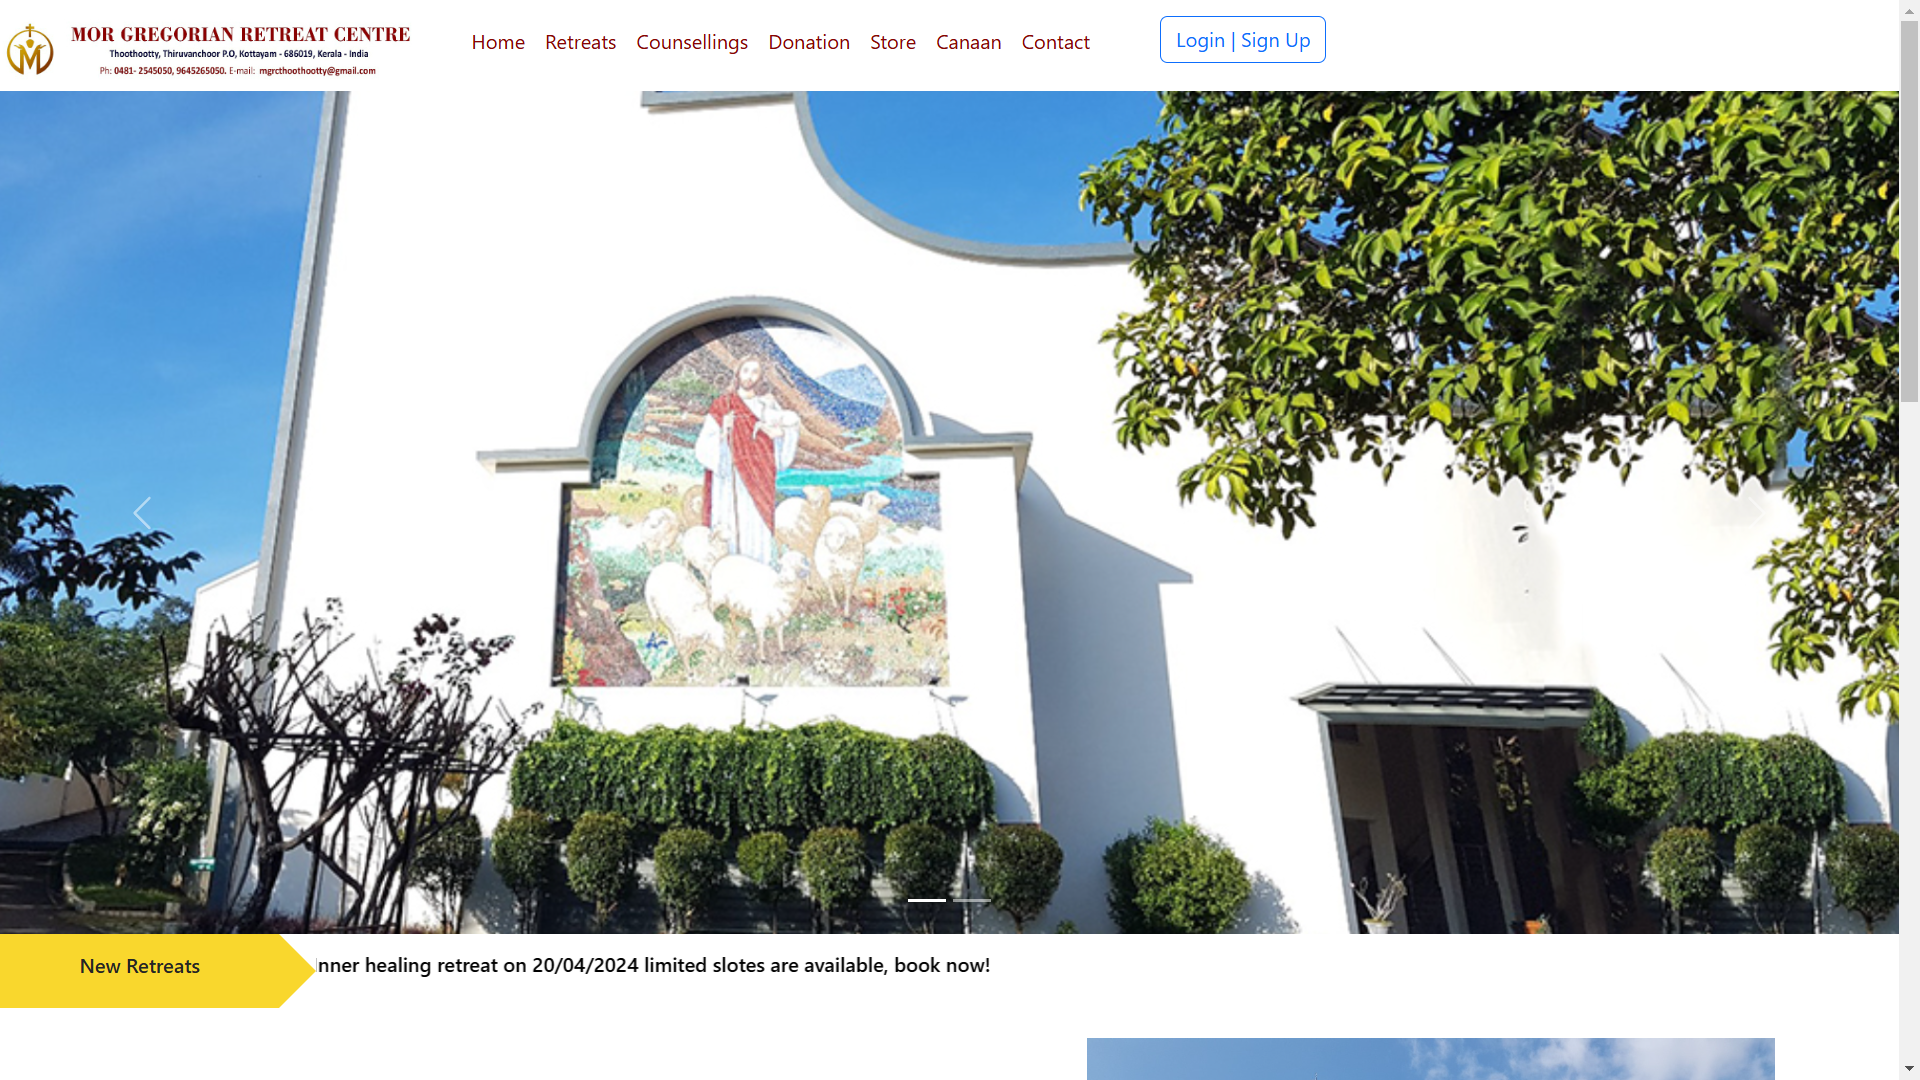 MOR GREGORIAN RETREAT CENTRE
Thoothootty, Thiruvanchoor P.O, Kottayam - 686019, Kerala - India
Ph: 0481- 2545050, 9645265050. E-mail: mgrcthoothootty@gmail.com
Home Retreats Counsellings Donation Store Canaan Contact
Login | Sign Up
New Retreats
Inner healing retreat on 20/04/2024 limited slotes are available, book now!